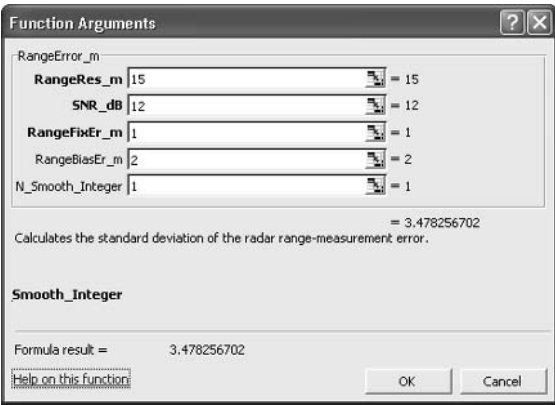 Function Arguments
RangeError_m
RangeRes_m 15 = 15
SNR_dB 12 = 12
RangeFixEr_m 1 = 1
RangeBiasEr_m 2 = 2
N_Smooth_Integer 1 = 1
= 3.478256702
Calculates the standard deviation of the radar range-measurement error.
Smooth_Integer
Formula result = 3.478256702
Help on this function OK Cancel